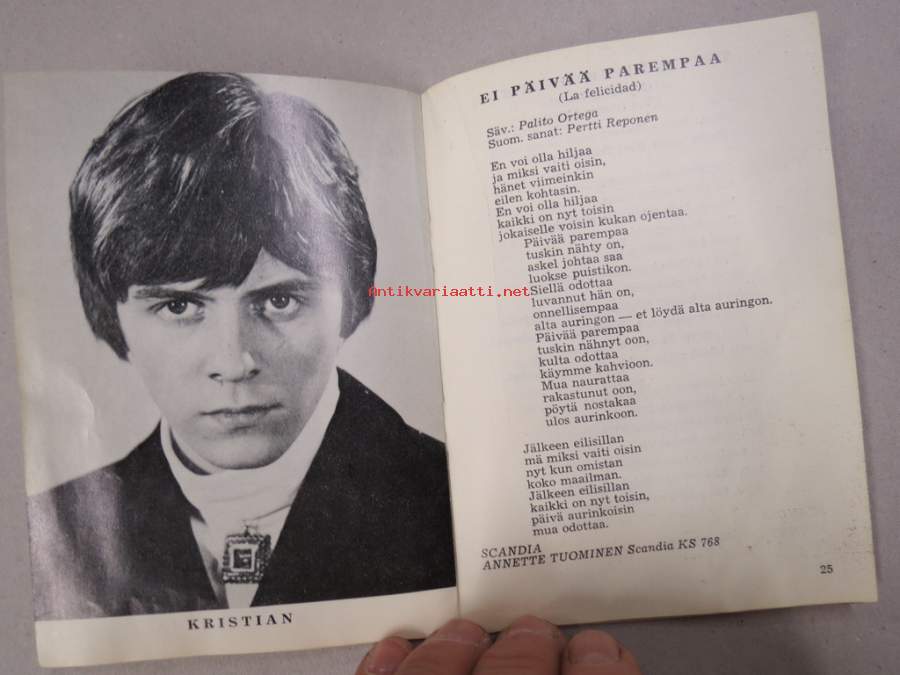 KRISTIAN
Antikvariaatti.net
EI PÄIVÄÄ PAREMPAA
(La felicidad)
Säv.: Palito Ortega
Suom. sanat: Pertti Reponen
En voi olla hiljaa
ja miksi vaiti oisin,
hänet viimeinkin
eilen kohtasin.
En voi olla hiljaa
kaikki on nyt toisin
jokaiselle voisin kukan ojentaa.
Päivää parempaa
tuskin nähty on,
askel johtaa saa
luokse puistikon.
Siellä odottaa
luvannut hän on,
onnellisempaa
alta auringon — et löydä alta auringon.
Päivää parempaa
tuskin nähnyt oon,
kulta odottaa
käymme kahvioon.
Mua naurattaa
rakastunut oon,
pöytä nostakaa
ulos aurinkoon.
Jälkeen eilisillan
mä miksi vaiti oisin
nyt kun omistan
koko maailman.
Jälkeen eilisillan
kaikki on nyt toisin,
päivä aurinkoisin
mua odottaa.
SCANDIA
ANNETTE TUOMINEN Scandia KS 768
25